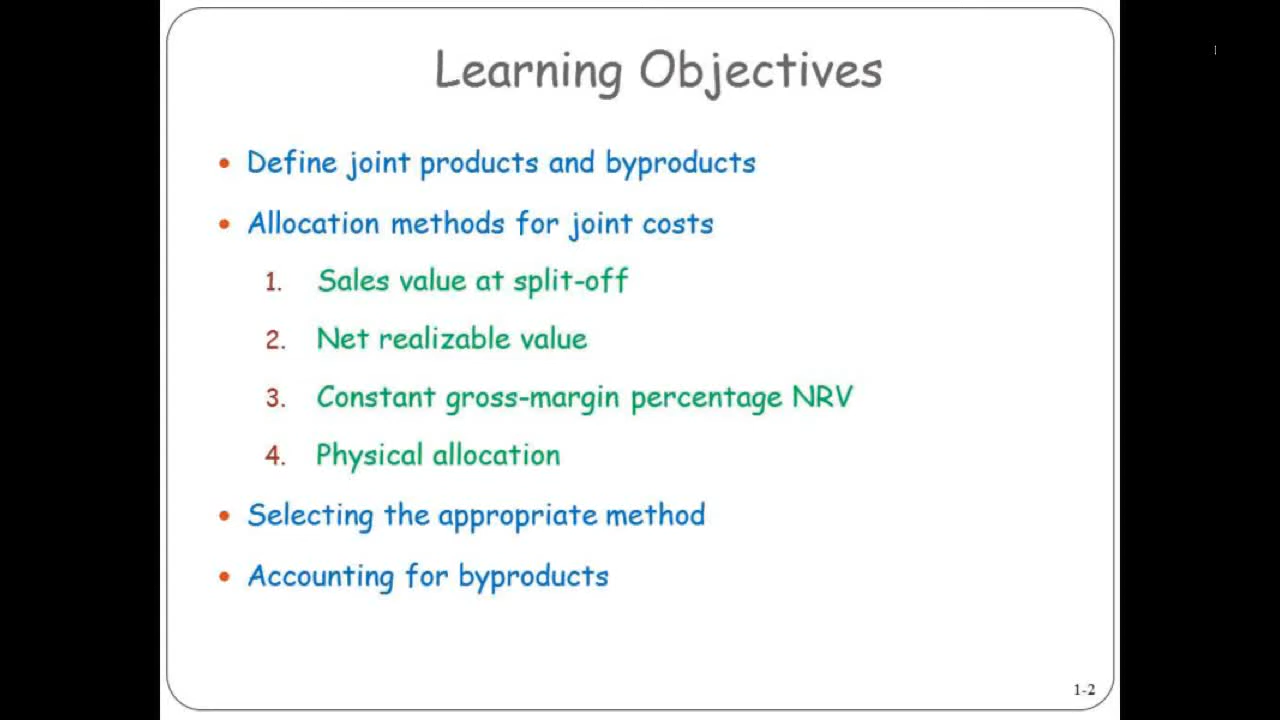 Learning Objectives
• Define joint products and byproducts
• Allocation methods for joint costs
1. Sales value at split-off
2. Net realizable value
3. Constant gross-margin percentage NRV
4. Physical allocation
• Selecting the appropriate method
• Accounting for byproducts
1-2